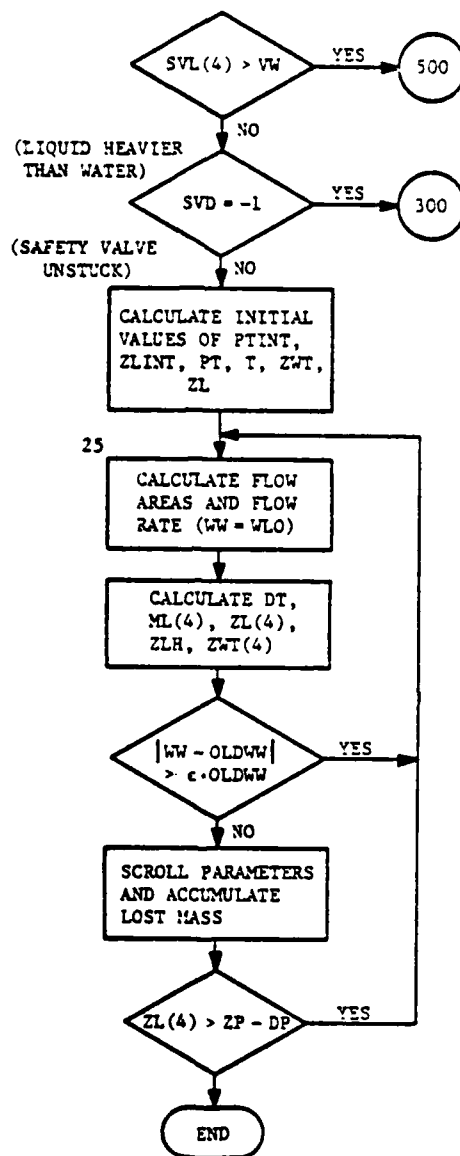 SVL(4) > VW
YES
500
NO
(LIQUID HEAVIER
THAN WATER)
SVD = -1
YES
300
(SAFETY VALVE
UNSTUCK)
NO
CALCULATE INITIAL
VALUES OF PTINT,
ZLINT, PT, T, ZWT,
ZL
25
CALCULATE FLOW
AREAS AND FLOW
RATE (WW = WLO)
CALCULATE DT,
ML(4), ZL(4),
ZLH, ZWT(4)
|WW - OLDWW|
> ε·OLDWW
YES
NO
SCROLL PARAMETERS
AND ACCUMULATE
LOST MASS
ZL(4) > ZP - DP
YES
END